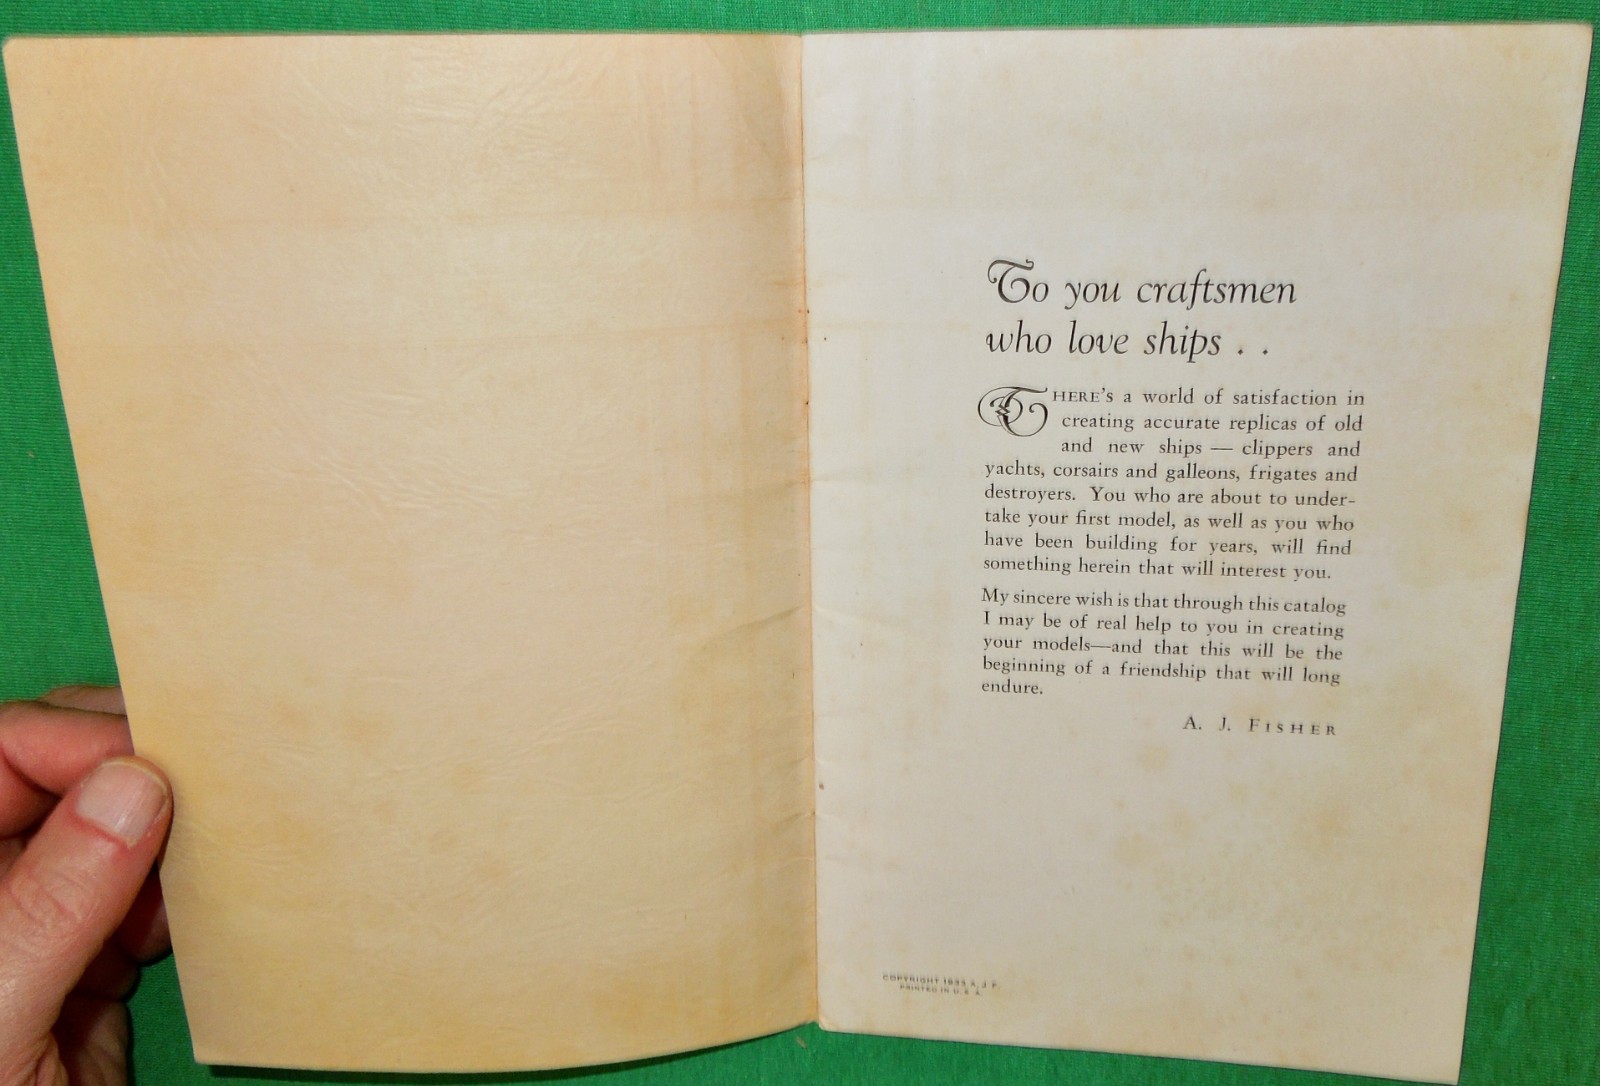 To you craftsmen
who love ships . .
THERE'S a world of satisfaction in
creating accurate replicas of old
and new ships — clippers and
yachts, corsairs and galleons, frigates and
destroyers. You who are about to under-
take your first model, as well as you who
have been building for years, will find
something herein that will interest you.
My sincere wish is that through this catalog
I may be of real help to you in creating
your models—and that this will be the
beginning of a friendship that will long
endure.
A. J. FISHER
COPYRIGHT 1933 A. J. F.
PRINTED IN U. S. A.